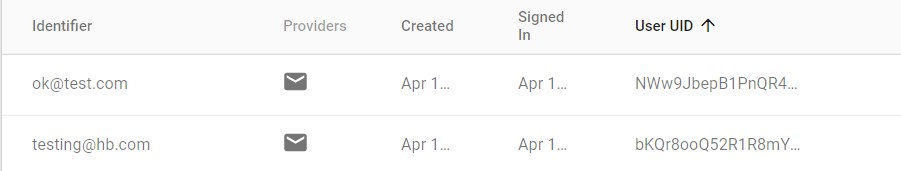 Identifier Providers Created Signed In User UID
ok@test.com Apr 1... Apr 1... NWw9JbepB1PnQR4...
testing@hb.com Apr 1... Apr 1... bKQr8ooQ52R1R8mY...